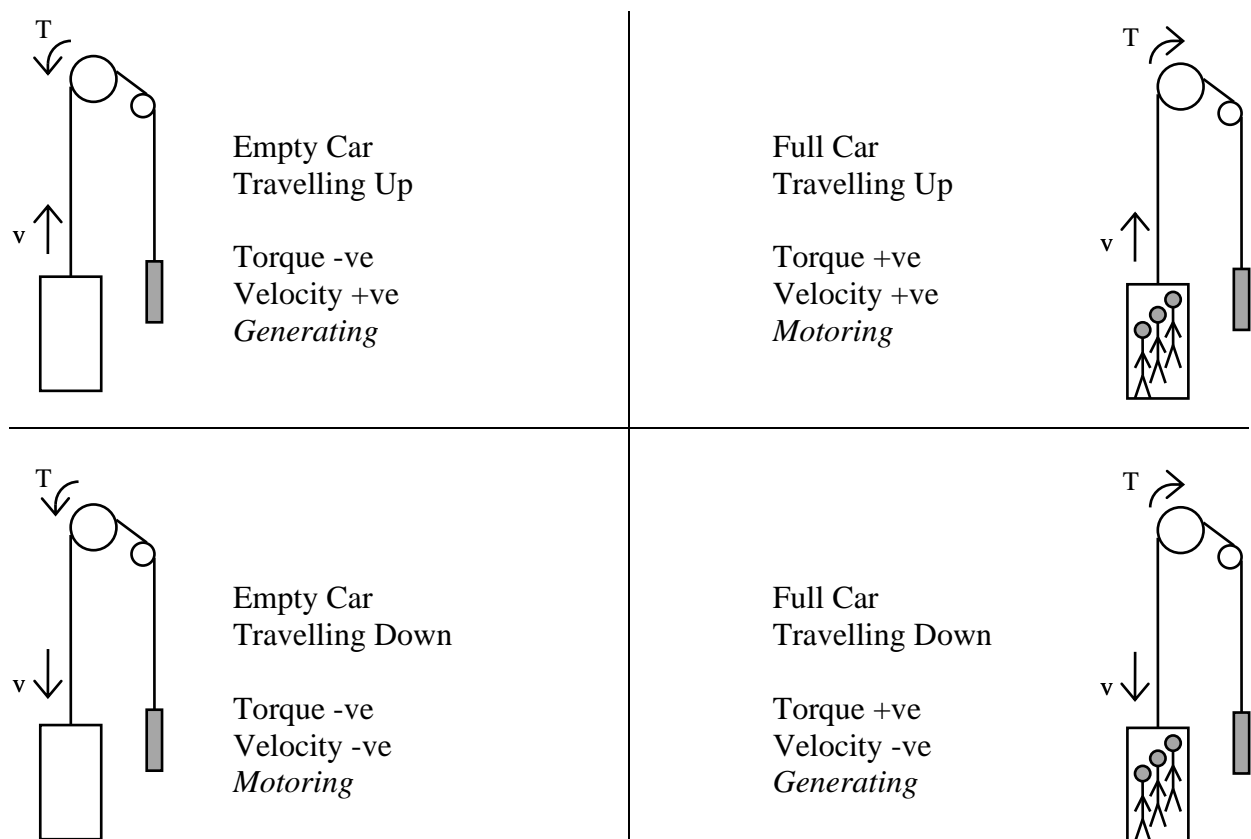 T
Empty Car
Travelling Up
v
Torque -ve
Velocity +ve
Generating
T
Full Car
Travelling Up
v
Torque +ve
Velocity +ve
Motoring
T
Empty Car
Travelling Down
v
Torque -ve
Velocity -ve
Motoring
T
Full Car
Travelling Down
v
Torque +ve
Velocity -ve
Generating